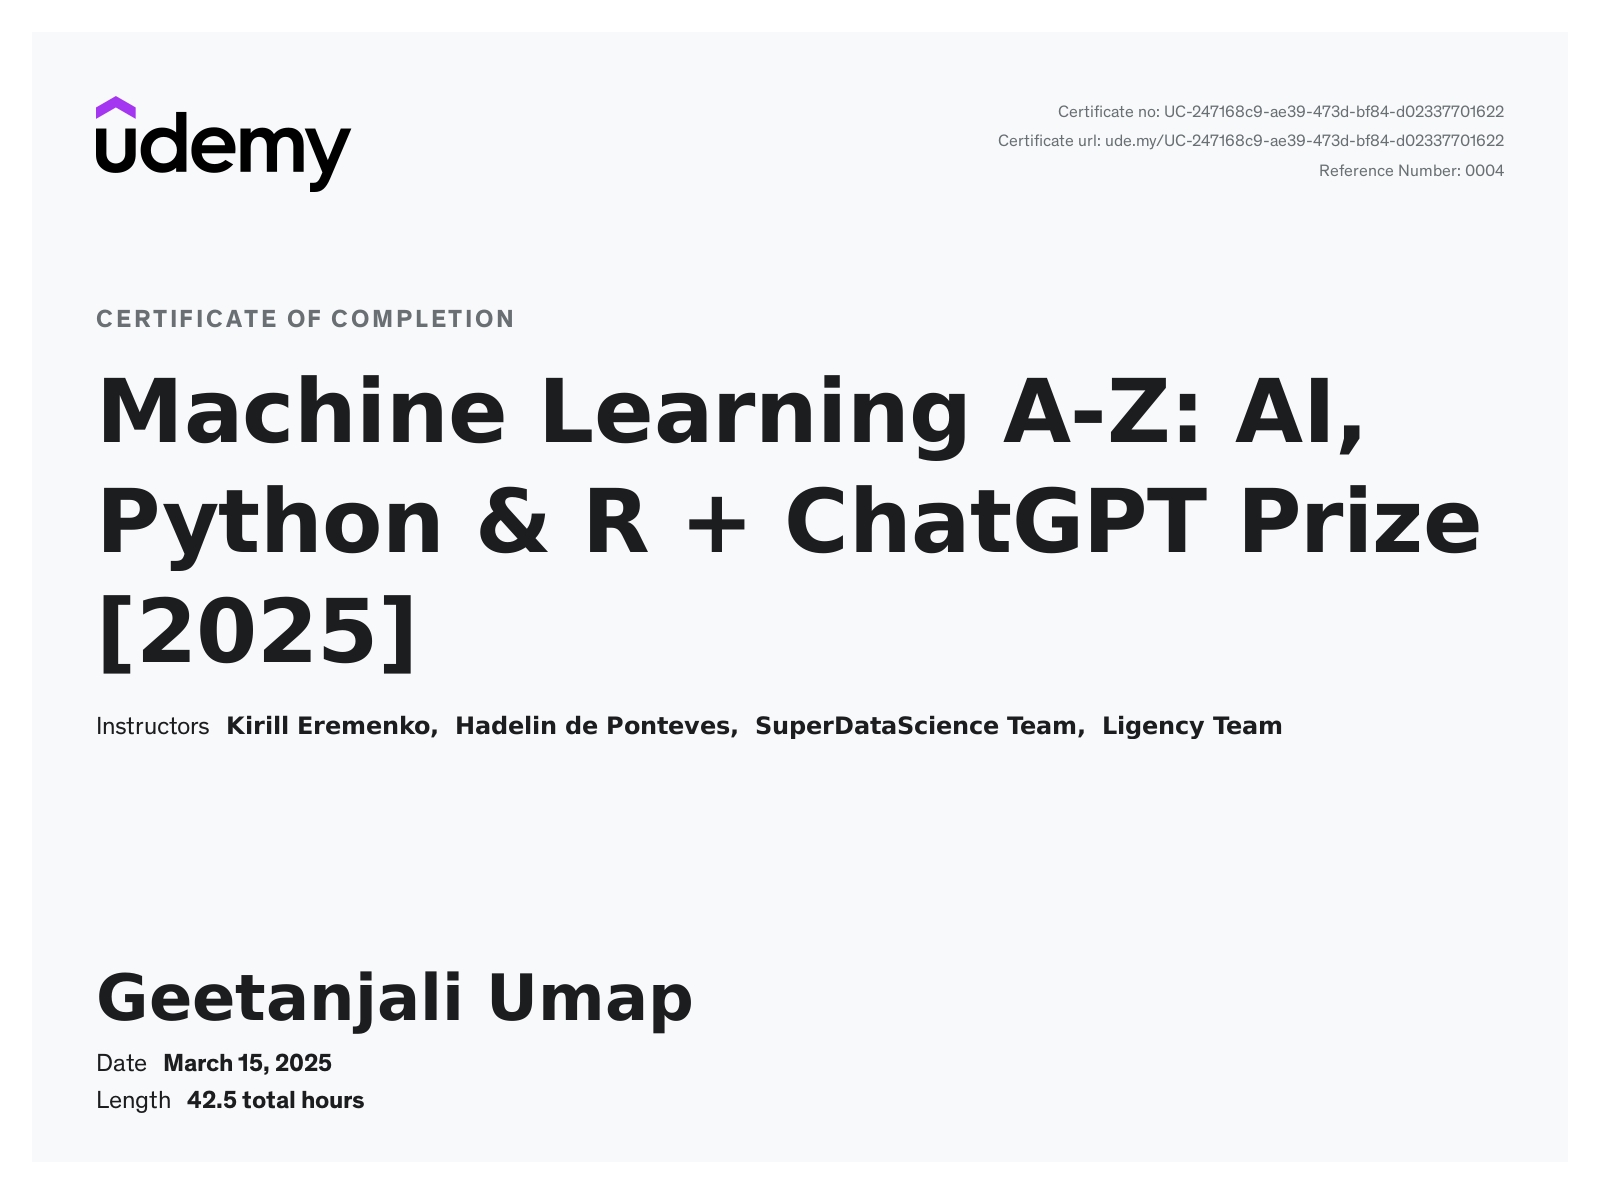 udemy
Certificate no: UC-247168c9-ae39-473d-bf84-d02337701622
Certificate url: ude.my/UC-247168c9-ae39-473d-bf84-d02337701622
Reference Number: 0004
CERTIFICATE OF COMPLETION
Machine Learning A-Z: AI,
Python & R + ChatGPT Prize
[2025]
Instructors Kirill Eremenko, Hadelin de Ponteves, SuperDataScience Team, Ligency Team
Geetanjali Umap
Date March 15, 2025
Length 42.5 total hours